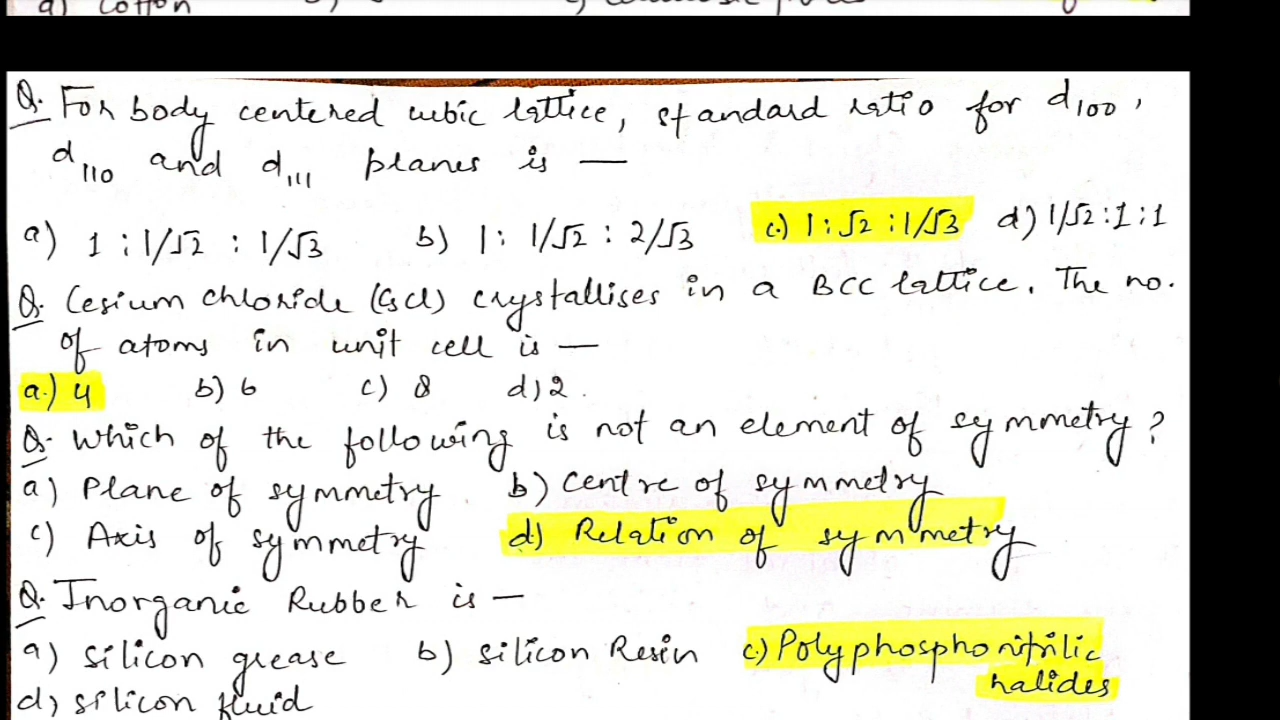 a) Cotton
Q. For body centered cubic lattice, standard ratio for d100,
d110 and d111 planes is —
a) 1 : 1/√2 : 1/√3 b) 1 : 1/√2 : 2/√3 c.) 1 : √2 : 1/√3 d) 1/√2 : 1 : 1
Q. Cesium chloride (CsCl) crystallises in a BCC lattice. The no.
of atoms in unit cell is —
a.) 4 b) 6 c) 8 d) 2.
Q. Which of the following is not an element of symmetry?
a) Plane of symmetry b) Centre of symmetry
c) Axis of symmetry d) Relation of symmetry
Q. Inorganic Rubber is —
a) silicon grease b) silicon Resin c) Polyphosphonitrilic
halides
d) silicon fluid